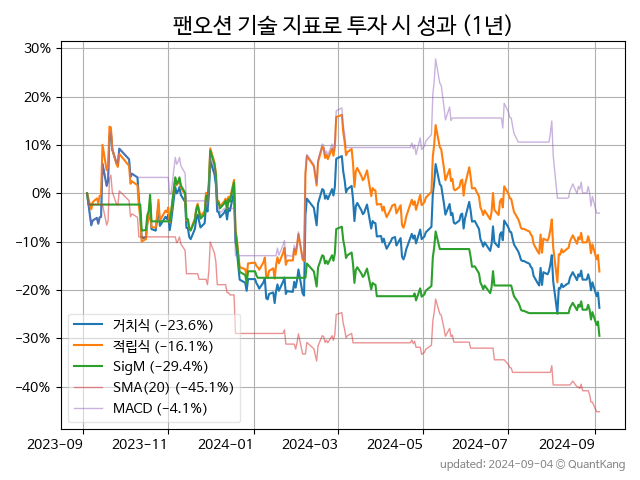 팬오션 기술 지표로 투자 시 성과 (1년)
30%
20%
10%
0%
−10%
−20%
−30%
−40%
거치식 (−23.6%)
적립식 (−16.1%)
SigM (−29.4%)
SMA(20) (−45.1%)
MACD (−4.1%)
2023-09
2023-11
2024-01
2024-03
2024-05
2024-07
2024-09
updated: 2024-09-04 © QuantKang